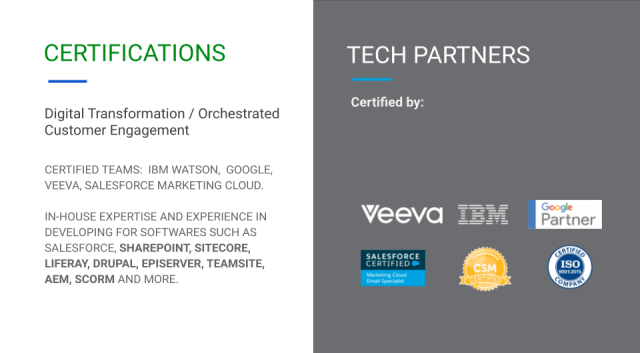 CERTIFICATIONS
Digital Transformation / Orchestrated
Customer Engagement
CERTIFIED TEAMS: IBM WATSON, GOOGLE,
VEEVA, SALESFORCE MARKETING CLOUD.
IN-HOUSE EXPERTISE AND EXPERIENCE IN
DEVELOPING FOR SOFTWARES SUCH AS
SALESFORCE, SHAREPOINT, SITECORE,
LIFERAY, DRUPAL, EPISERVER, TEAMSITE,
AEM, SCORM AND MORE.
TECH PARTNERS
Certified by:
Veeva
IBM
Google
Partner
SALESFORCE
CERTIFIED
Marketing Cloud
Email Specialist
CSM
CERTIFIED
ISO
9001:2015
COMPANY